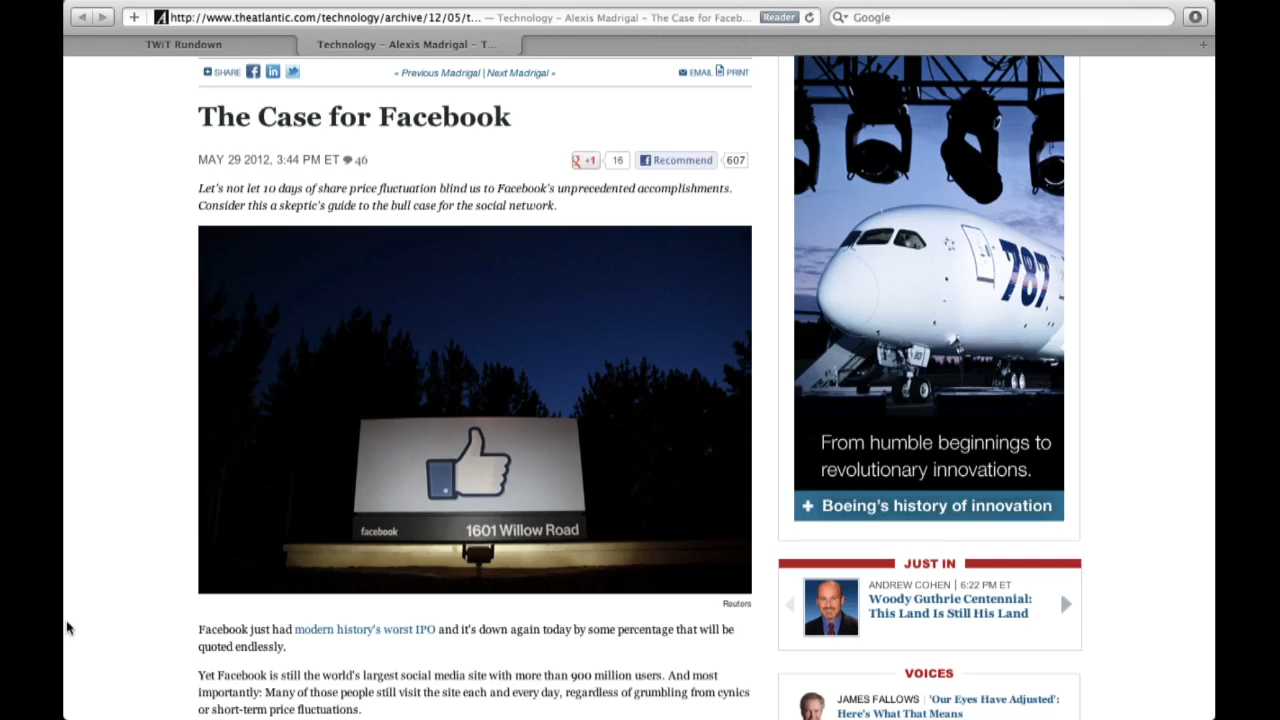 http://www.theatlantic.com/technology/archive/12/05/t... — Technology – Alexis Madrigal – The Case for Faceb... Reader
Google
TWiT Rundown
Technology – Alexis Madrigal – T...
SHARE
« Previous Madrigal | Next Madrigal »
EMAIL PRINT
The Case for Facebook
MAY 29 2012, 3:44 PM ET 46
+1 16 Recommend 607
Let's not let 10 days of share price fluctuation blind us to Facebook's unprecedented accomplishments.
Consider this a skeptic's guide to the bull case for the social network.
facebook 1601 Willow Road
Reuters
Facebook just had modern history's worst IPO and it's down again today by some percentage that will be
quoted endlessly.
Yet Facebook is still the world's largest social media site with more than 900 million users. And most
importantly: Many of those people still visit the site each and every day, regardless of grumbling from cynics
or short-term price fluctuations.
787
From humble beginnings to
revolutionary innovations.
+ Boeing's history of innovation
JUST IN
ANDREW COHEN | 6:22 PM ET
Woody Guthrie Centennial:
This Land Is Still His Land
VOICES
JAMES FALLOWS | 'Our Eyes Have Adjusted':
Here's What That Means